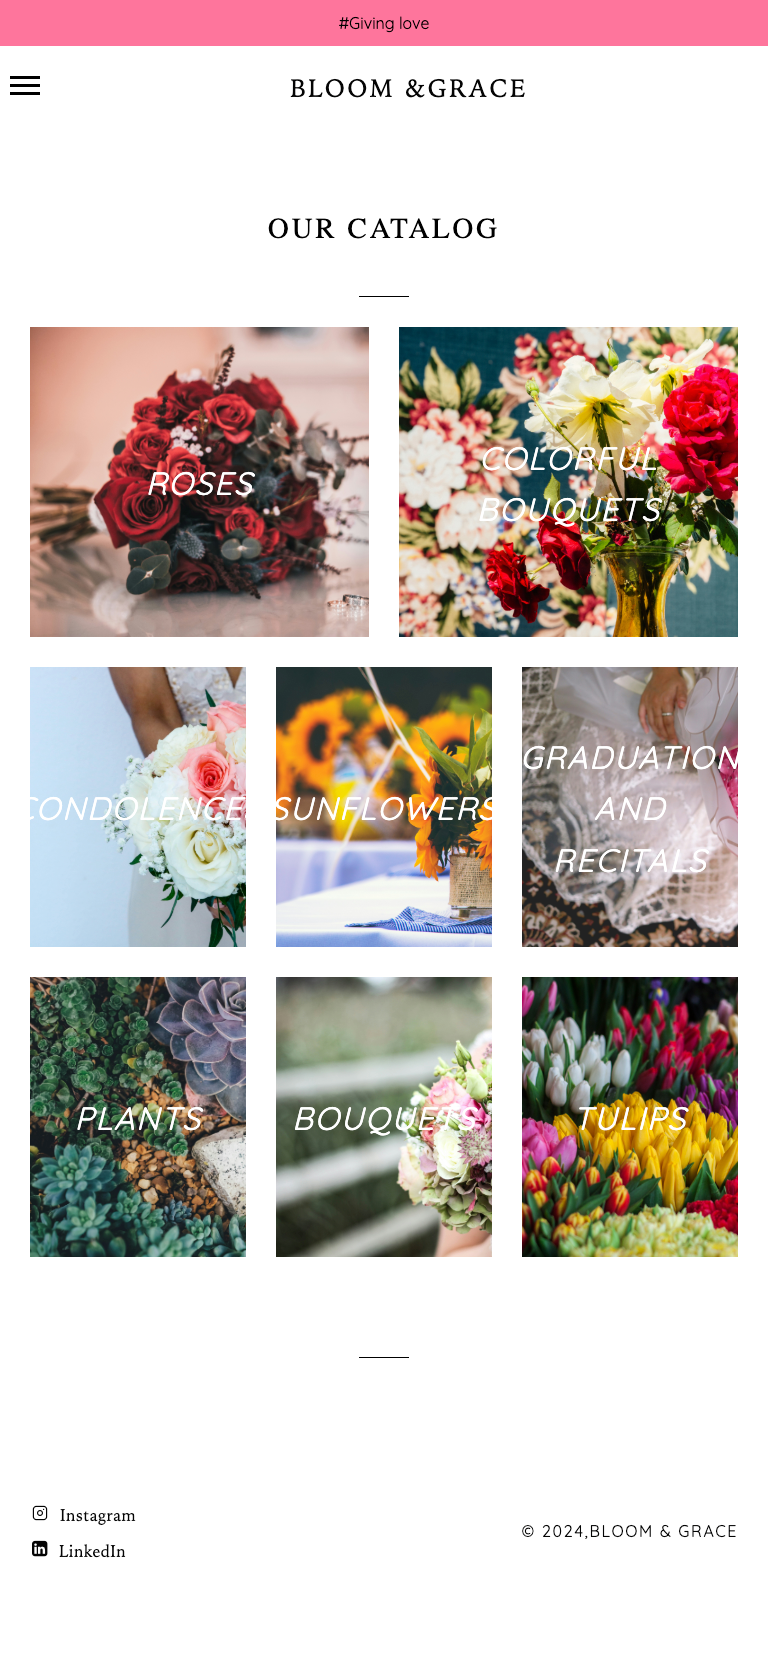 #Giving love
BLOOM &GRACE
OUR CATALOG
ROSES
COLORFUL
BOUQUETS
CONDOLENCE
SUNFLOWERS
GRADUATION
AND
RECITALS
PLANTS
BOUQUETS
TULIPS
Instagram
LinkedIn
© 2024,BLOOM & GRACE